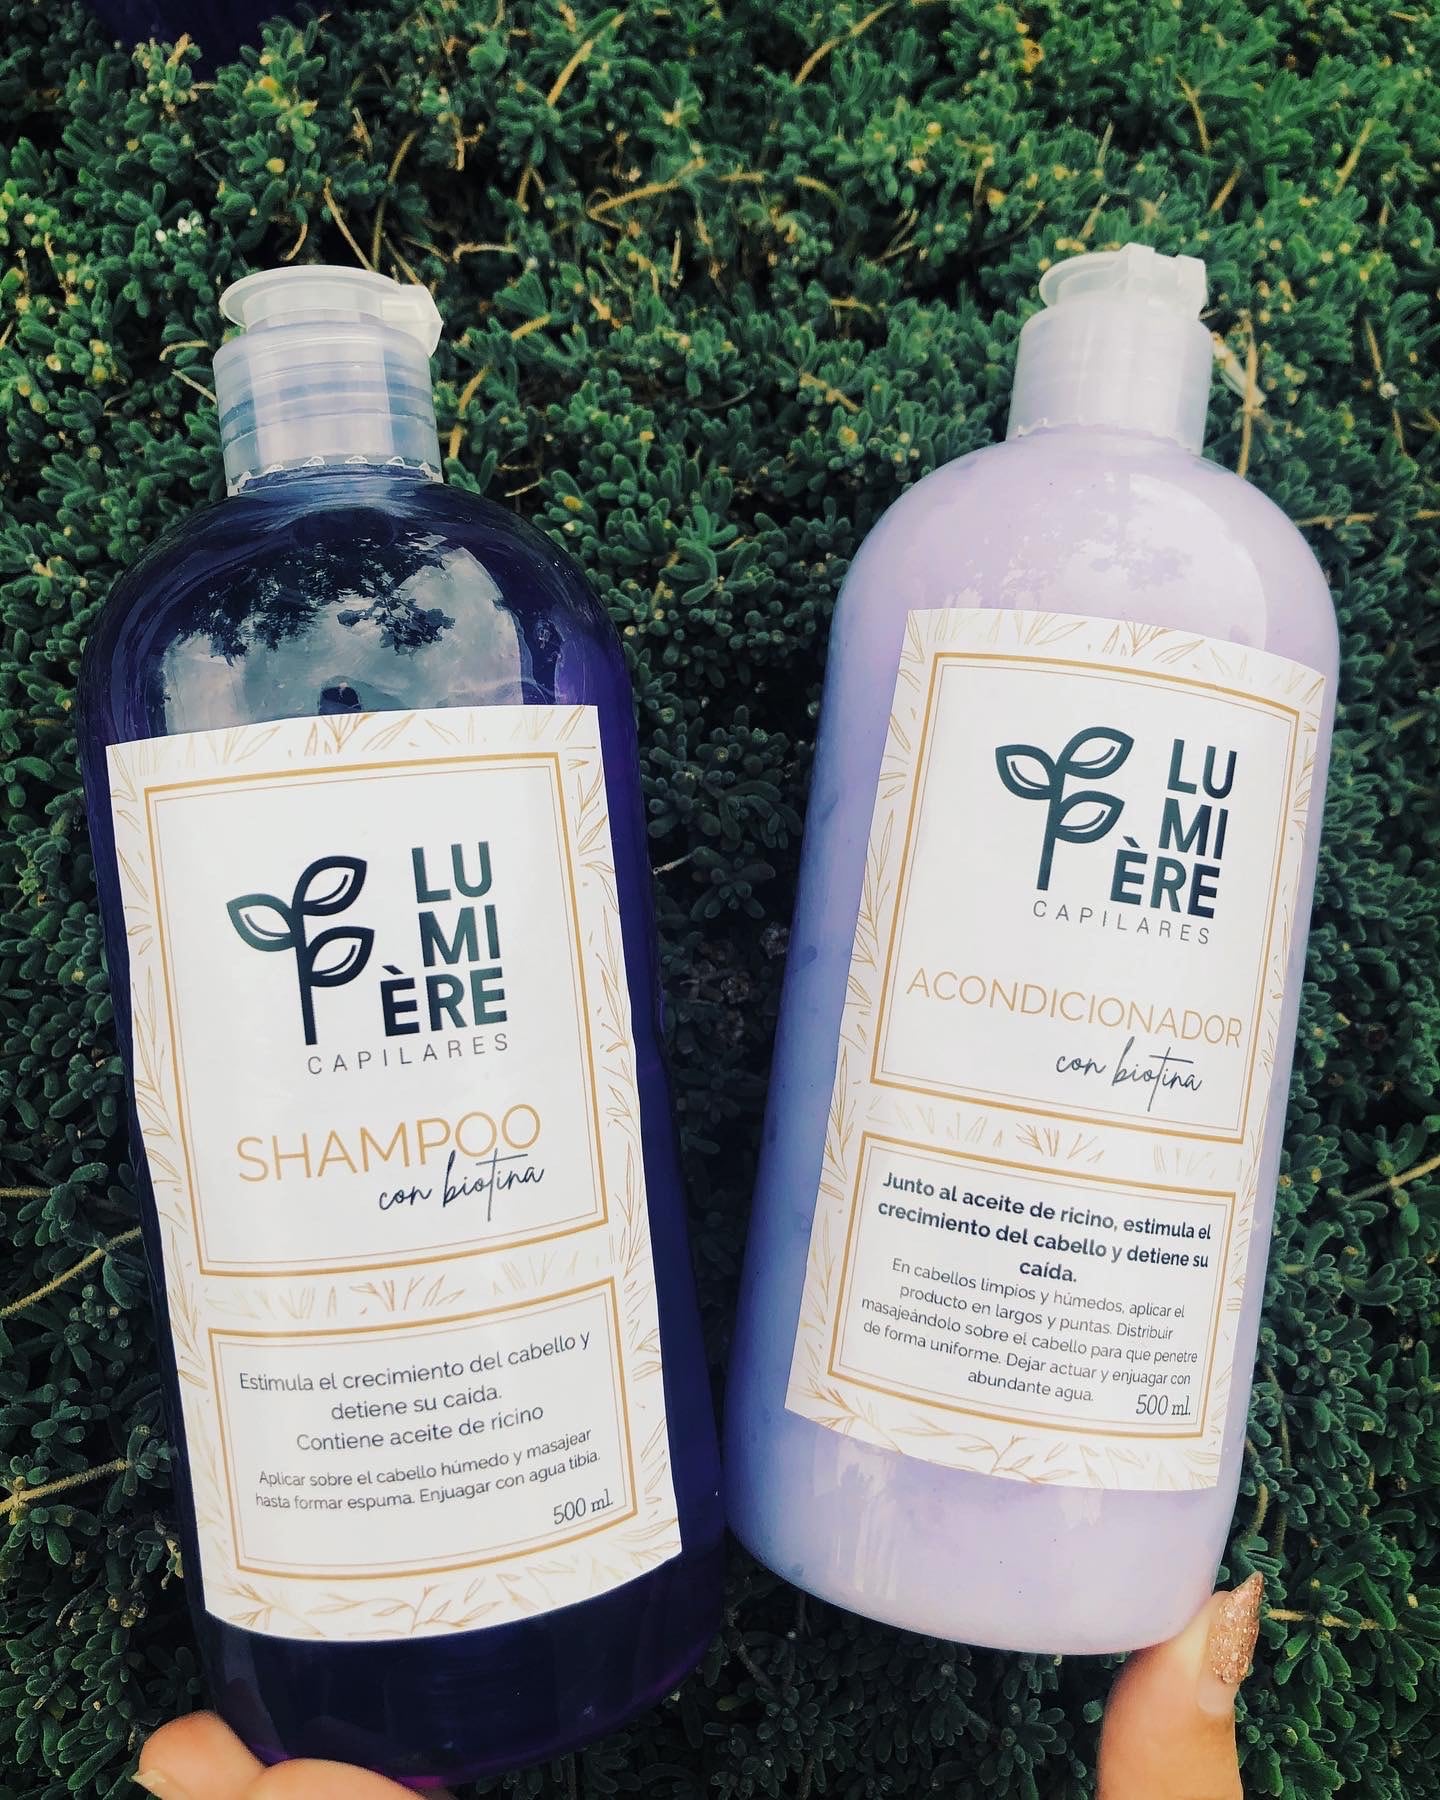 LU
MI
ÈRE
CAPILARES
SHAMPOO
con biotina
Estimula el crecimiento del cabello y
detiene su caida.
Contiene aceite de ricino
Aplicar sobre el cabello húmedo y masajear
hasta formar espuma. Enjuagar con agua tibia.
500 ml.
LU
MI
ÈRE
CAPILARES
ACONDICIONADOR
con biotina
Junto al aceite de ricino, estimula el
crecimiento del cabello y detiene su
caída.
En cabellos limpios y húmedos, aplicar el
producto en largos y puntas. Distribuir
masajeándolo sobre el cabello para que penetre
de forma uniforme. Dejar actuar y enjuagar con
abundante agua.
500 ml.